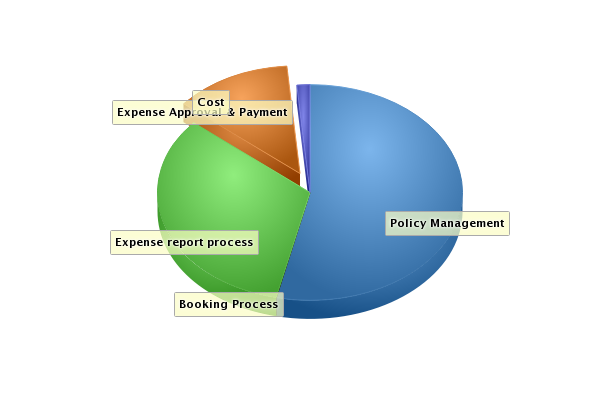 Cost
Expense Approval & Payment
Policy Management
Expense report process
Booking Process